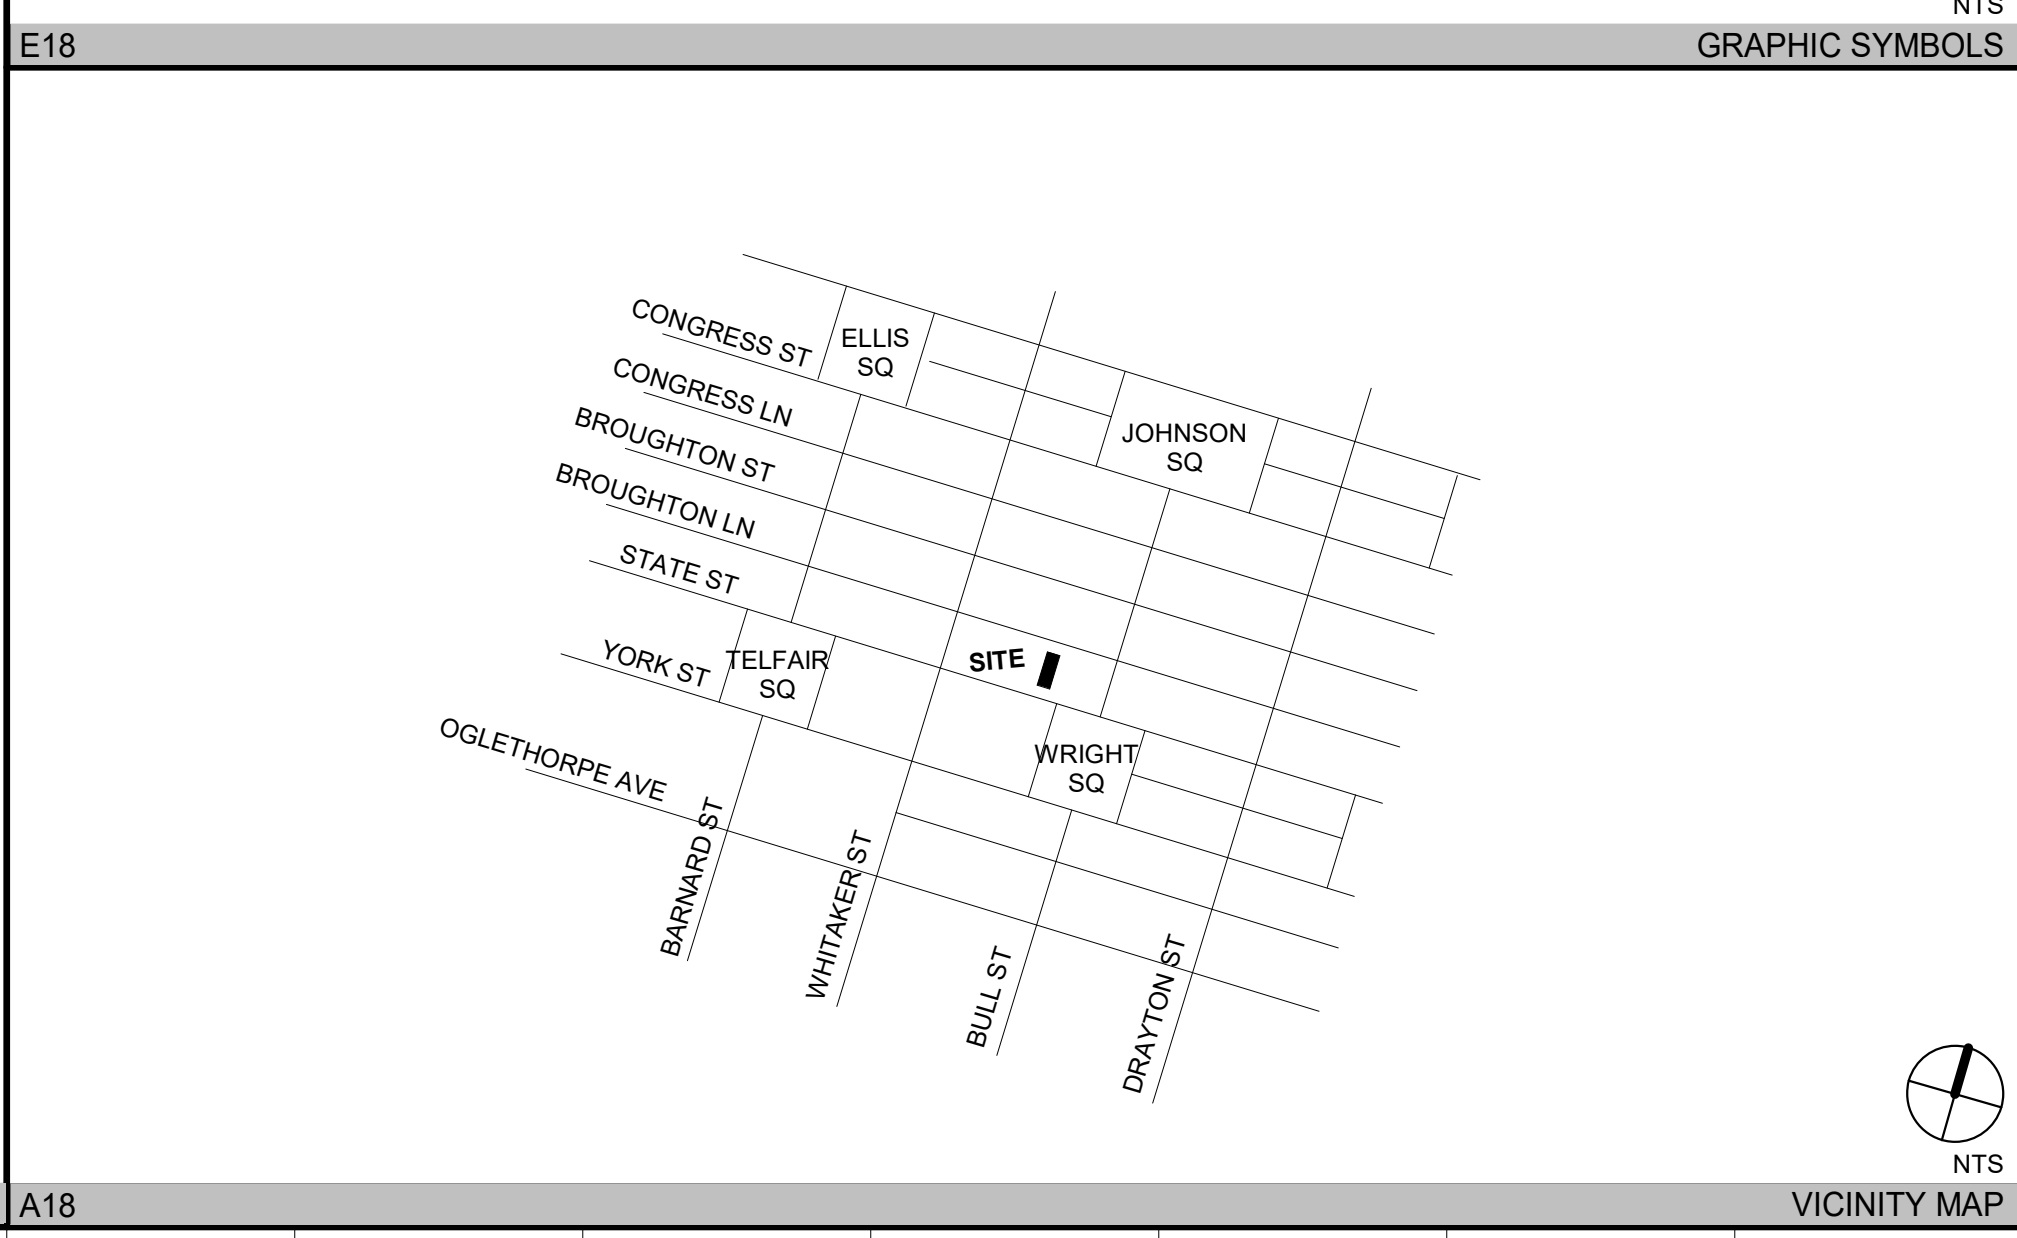 NTS
E18
GRAPHIC SYMBOLS
CONGRESS ST
ELLIS
SQ
CONGRESS LN
BROUGHTON ST
JOHNSON
SQ
BROUGHTON LN
STATE ST
YORK ST
TELFAIR
SQ
SITE
OGLETHORPE AVE
WRIGHT
SQ
BARNARD ST
WHITAKER ST
BULL ST
DRAYTON ST
NTS
A18
VICINITY MAP